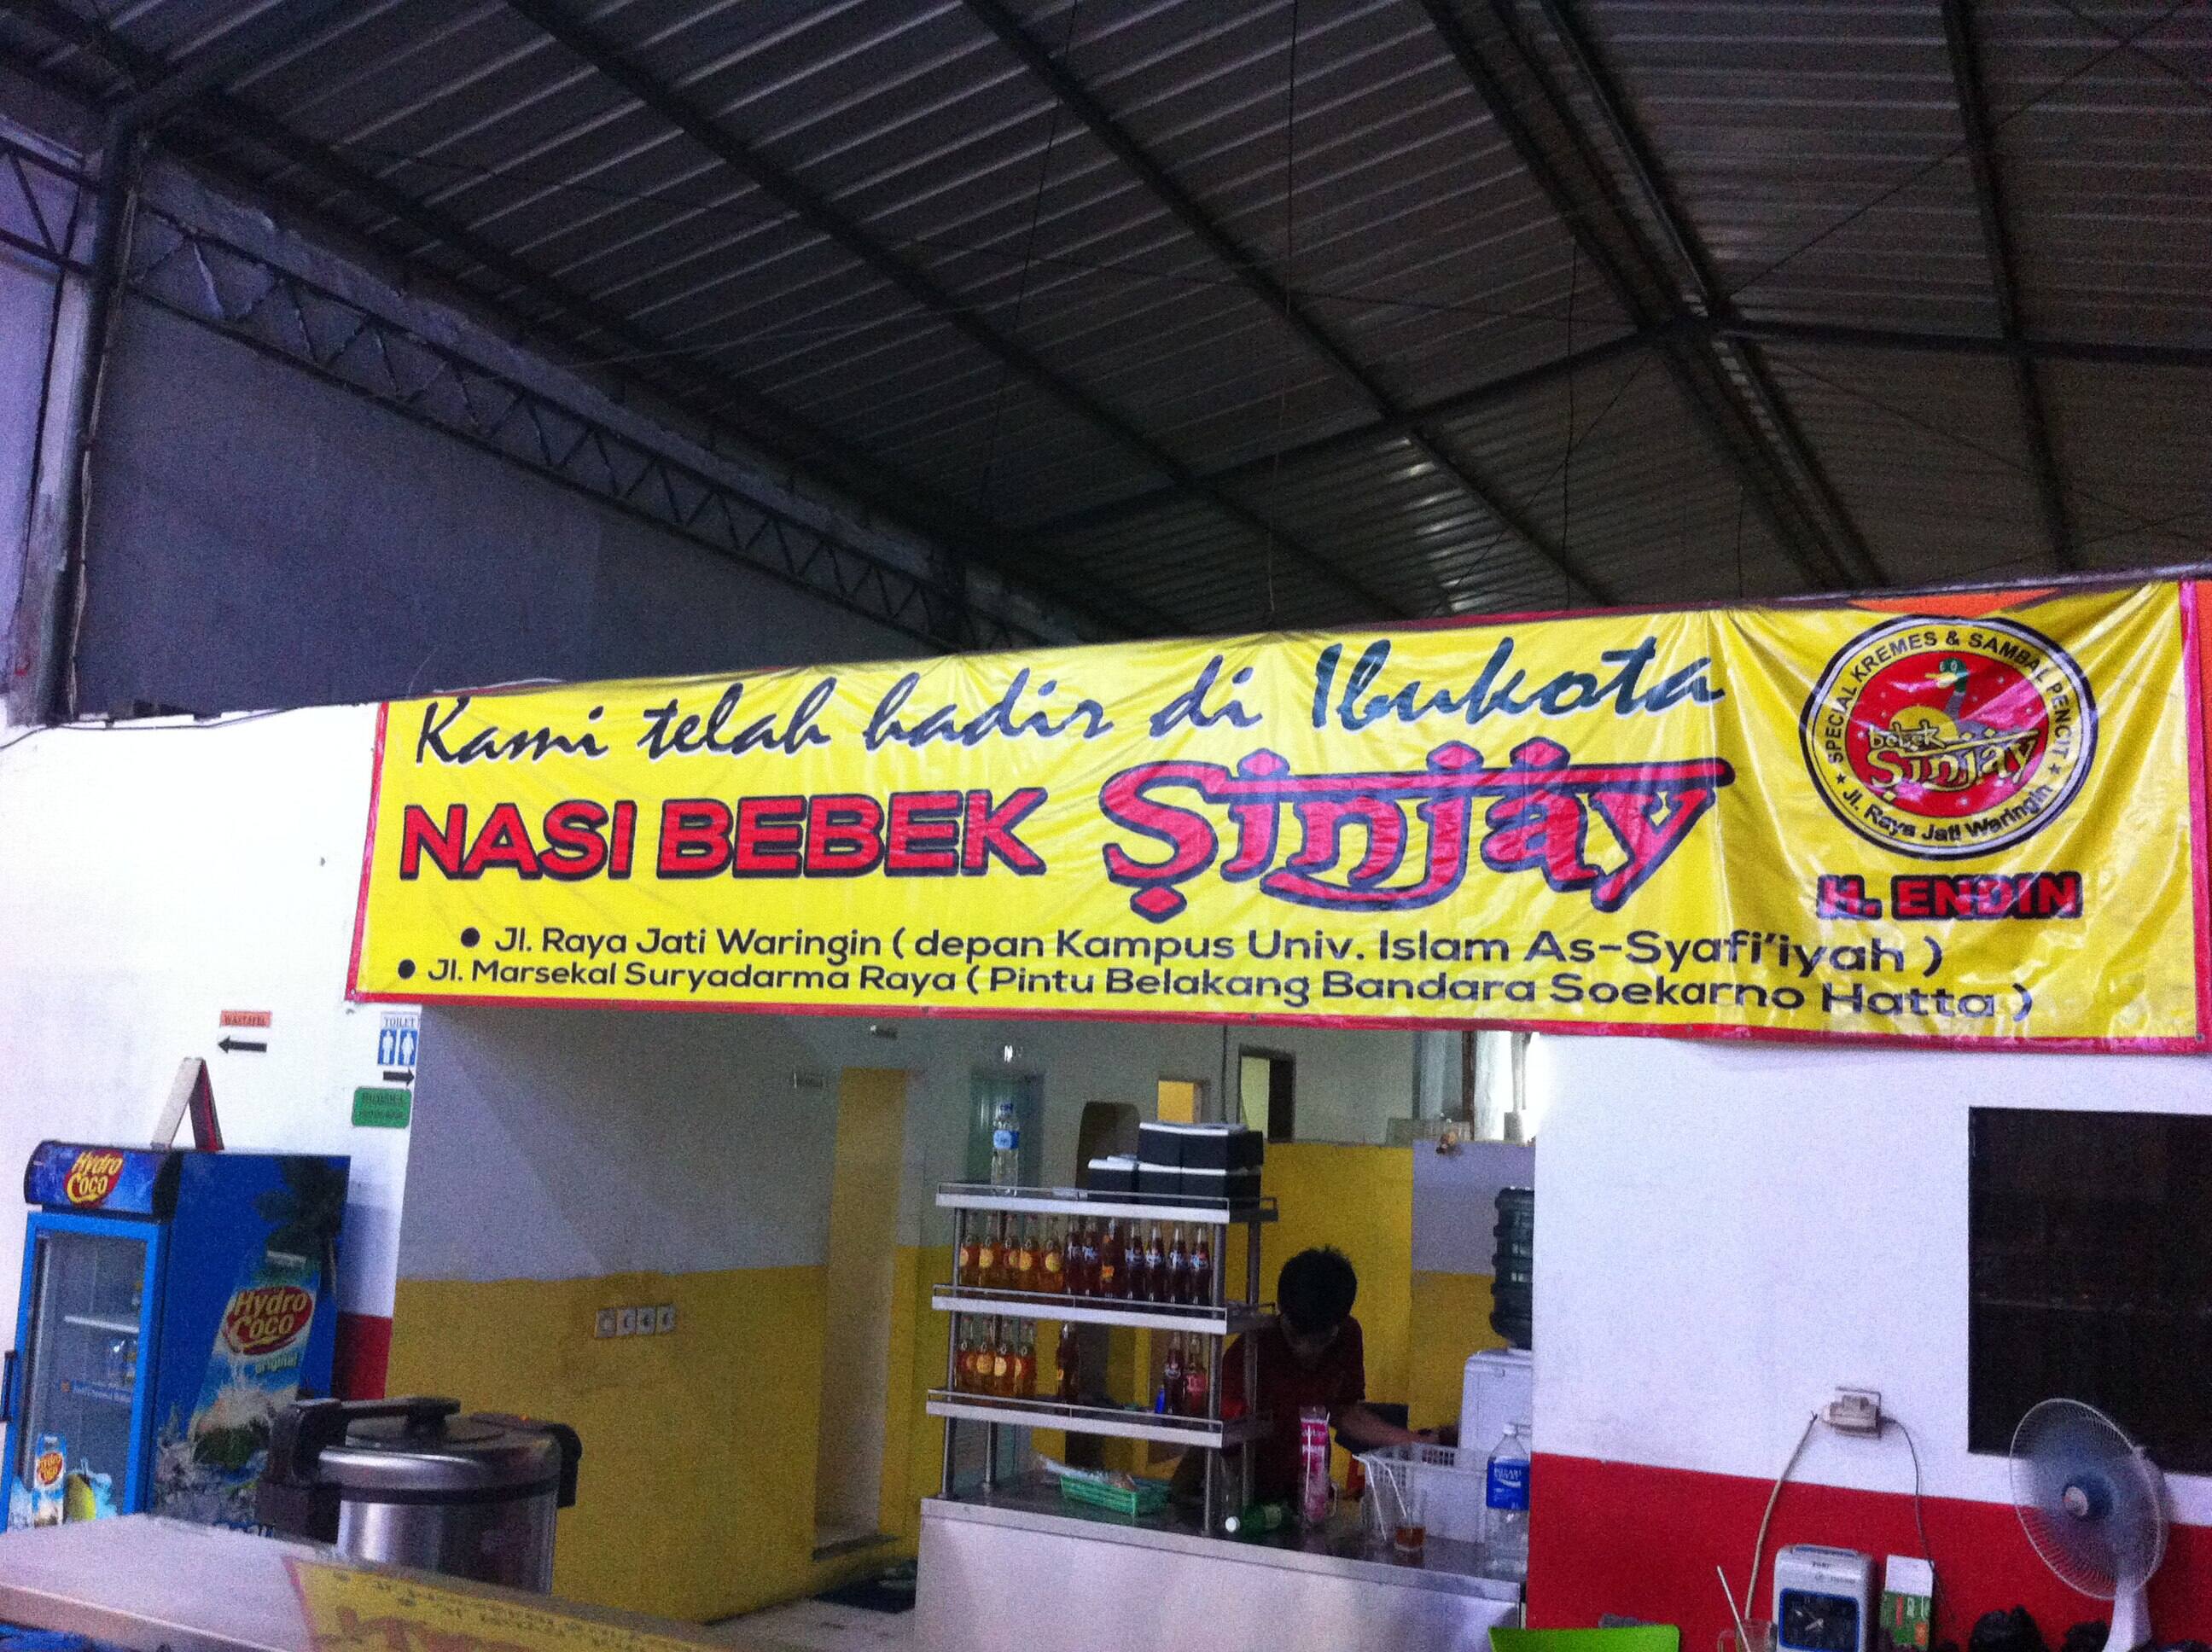 Kami telah hadir di Ibukota
NASI BEBEK Sinjay
SPECIAL KREMES & SAMBAL PENCIT
bebek
Sinjay
Jl. Raya Jati Waringin
H. ENDIN
Jl. Raya Jati Waringin ( depan Kampus Univ. Islam As-Syafi'iyah )
Jl. Marsekal Suryadarma Raya ( Pintu Belakang Bandara Soekarno Hatta )
WASTAFEL
TOILET
Hydro
Coco
Hydro
Coco
original